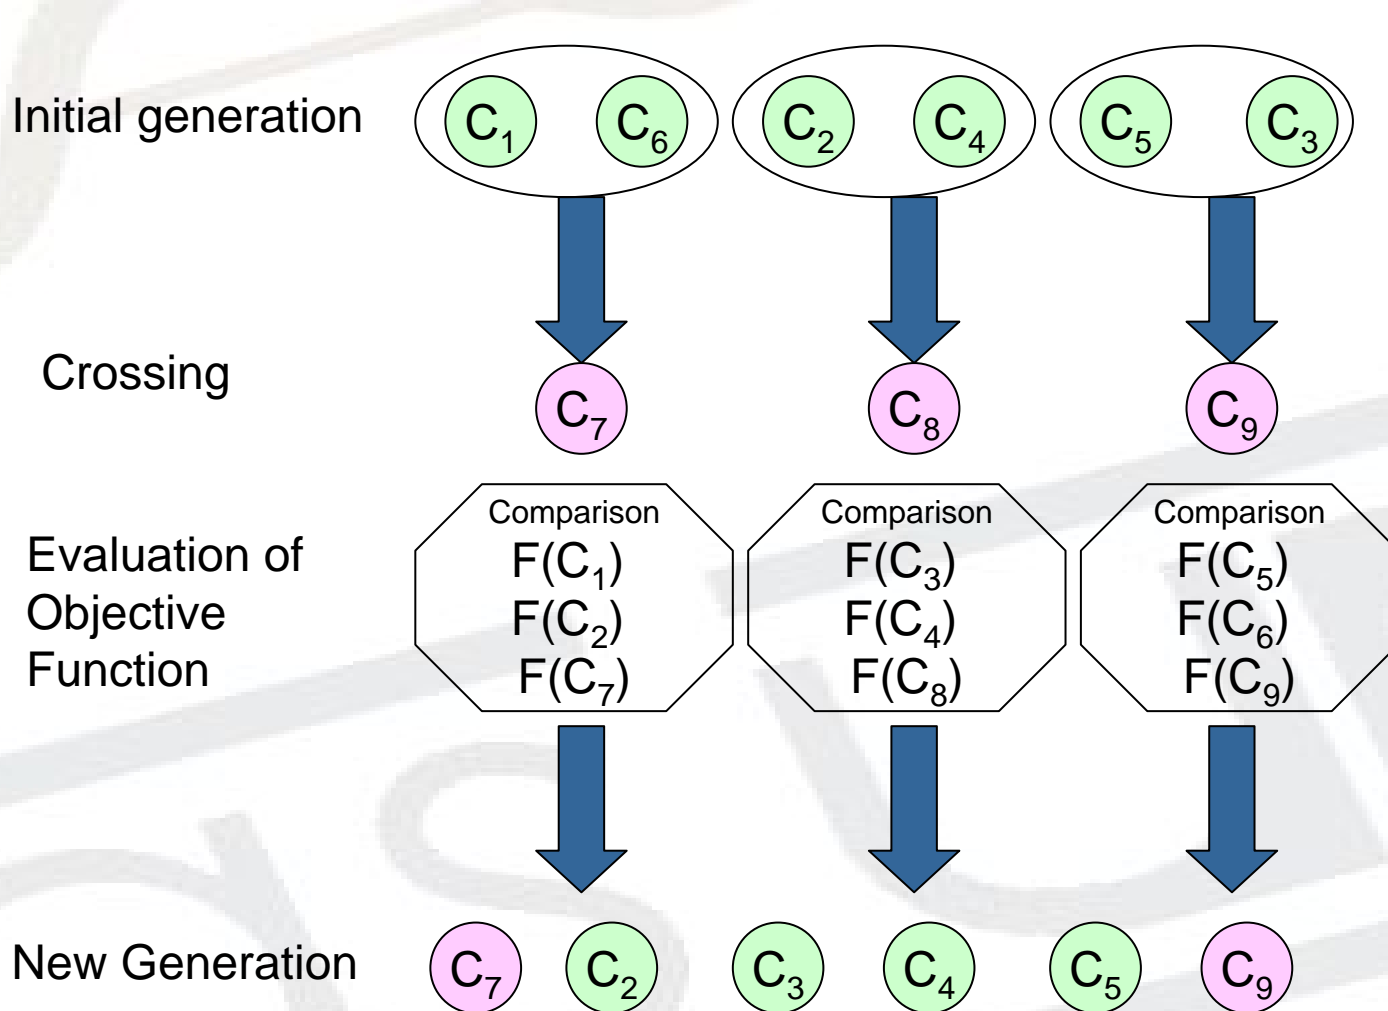 Initial generation
C₁ C₆ C₂ C₄ C₅ C₃
Crossing
C₇ C₈ C₉
Evaluation of
Objective
Function
Comparison
F(C₁)
F(C₂)
F(C₇)
Comparison
F(C₃)
F(C₄)
F(C₈)
Comparison
F(C₅)
F(C₆)
F(C₉)
New Generation
C₇ C₂ C₃ C₄ C₅ C₉